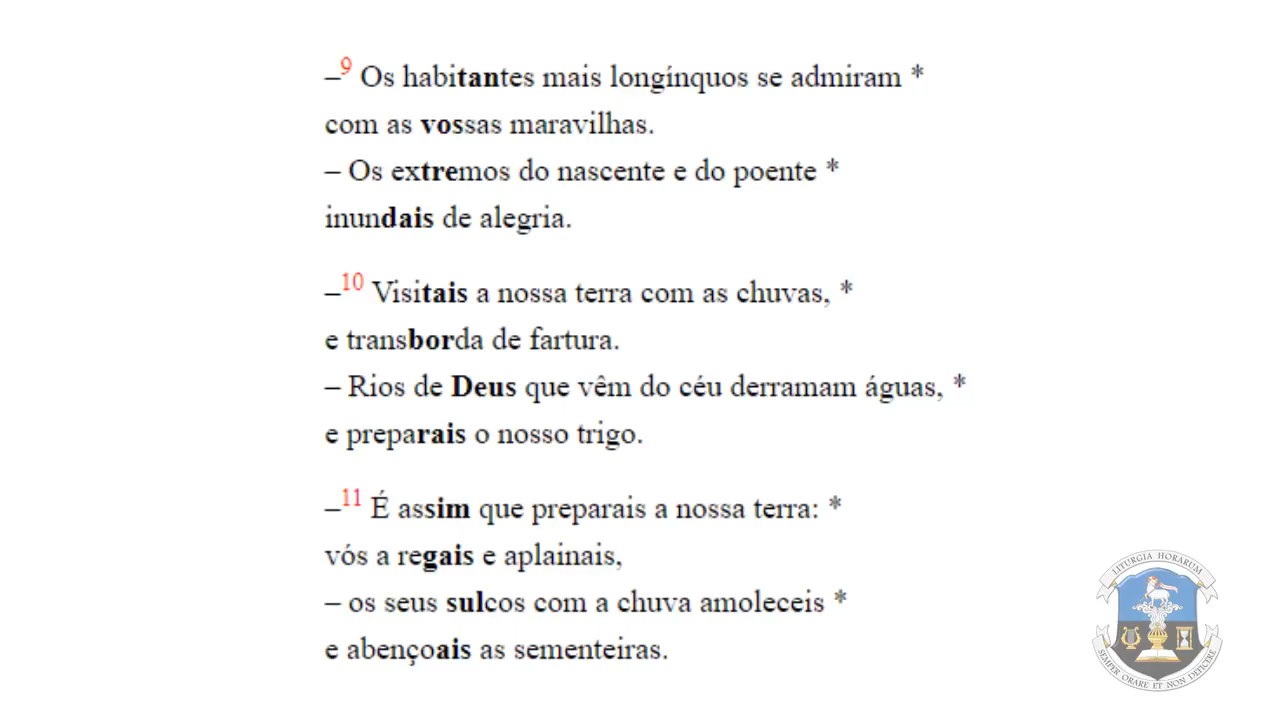 –9 Os habitantes mais longínquos se admiram *
com as vossas maravilhas.
– Os extremos do nascente e do poente *
inundais de alegria.
–10 Visitais a nossa terra com as chuvas, *
e transborda de fartura.
– Rios de Deus que vêm do céu derramam águas, *
e preparais o nosso trigo.
–11 É assim que preparais a nossa terra: *
vós a regais e aplainais,
– os seus sulcos com a chuva amoleceis *
e abençoais as sementeiras.
LITURGIA HORARUM
SEMPER ORARE ET NON DEFICERE